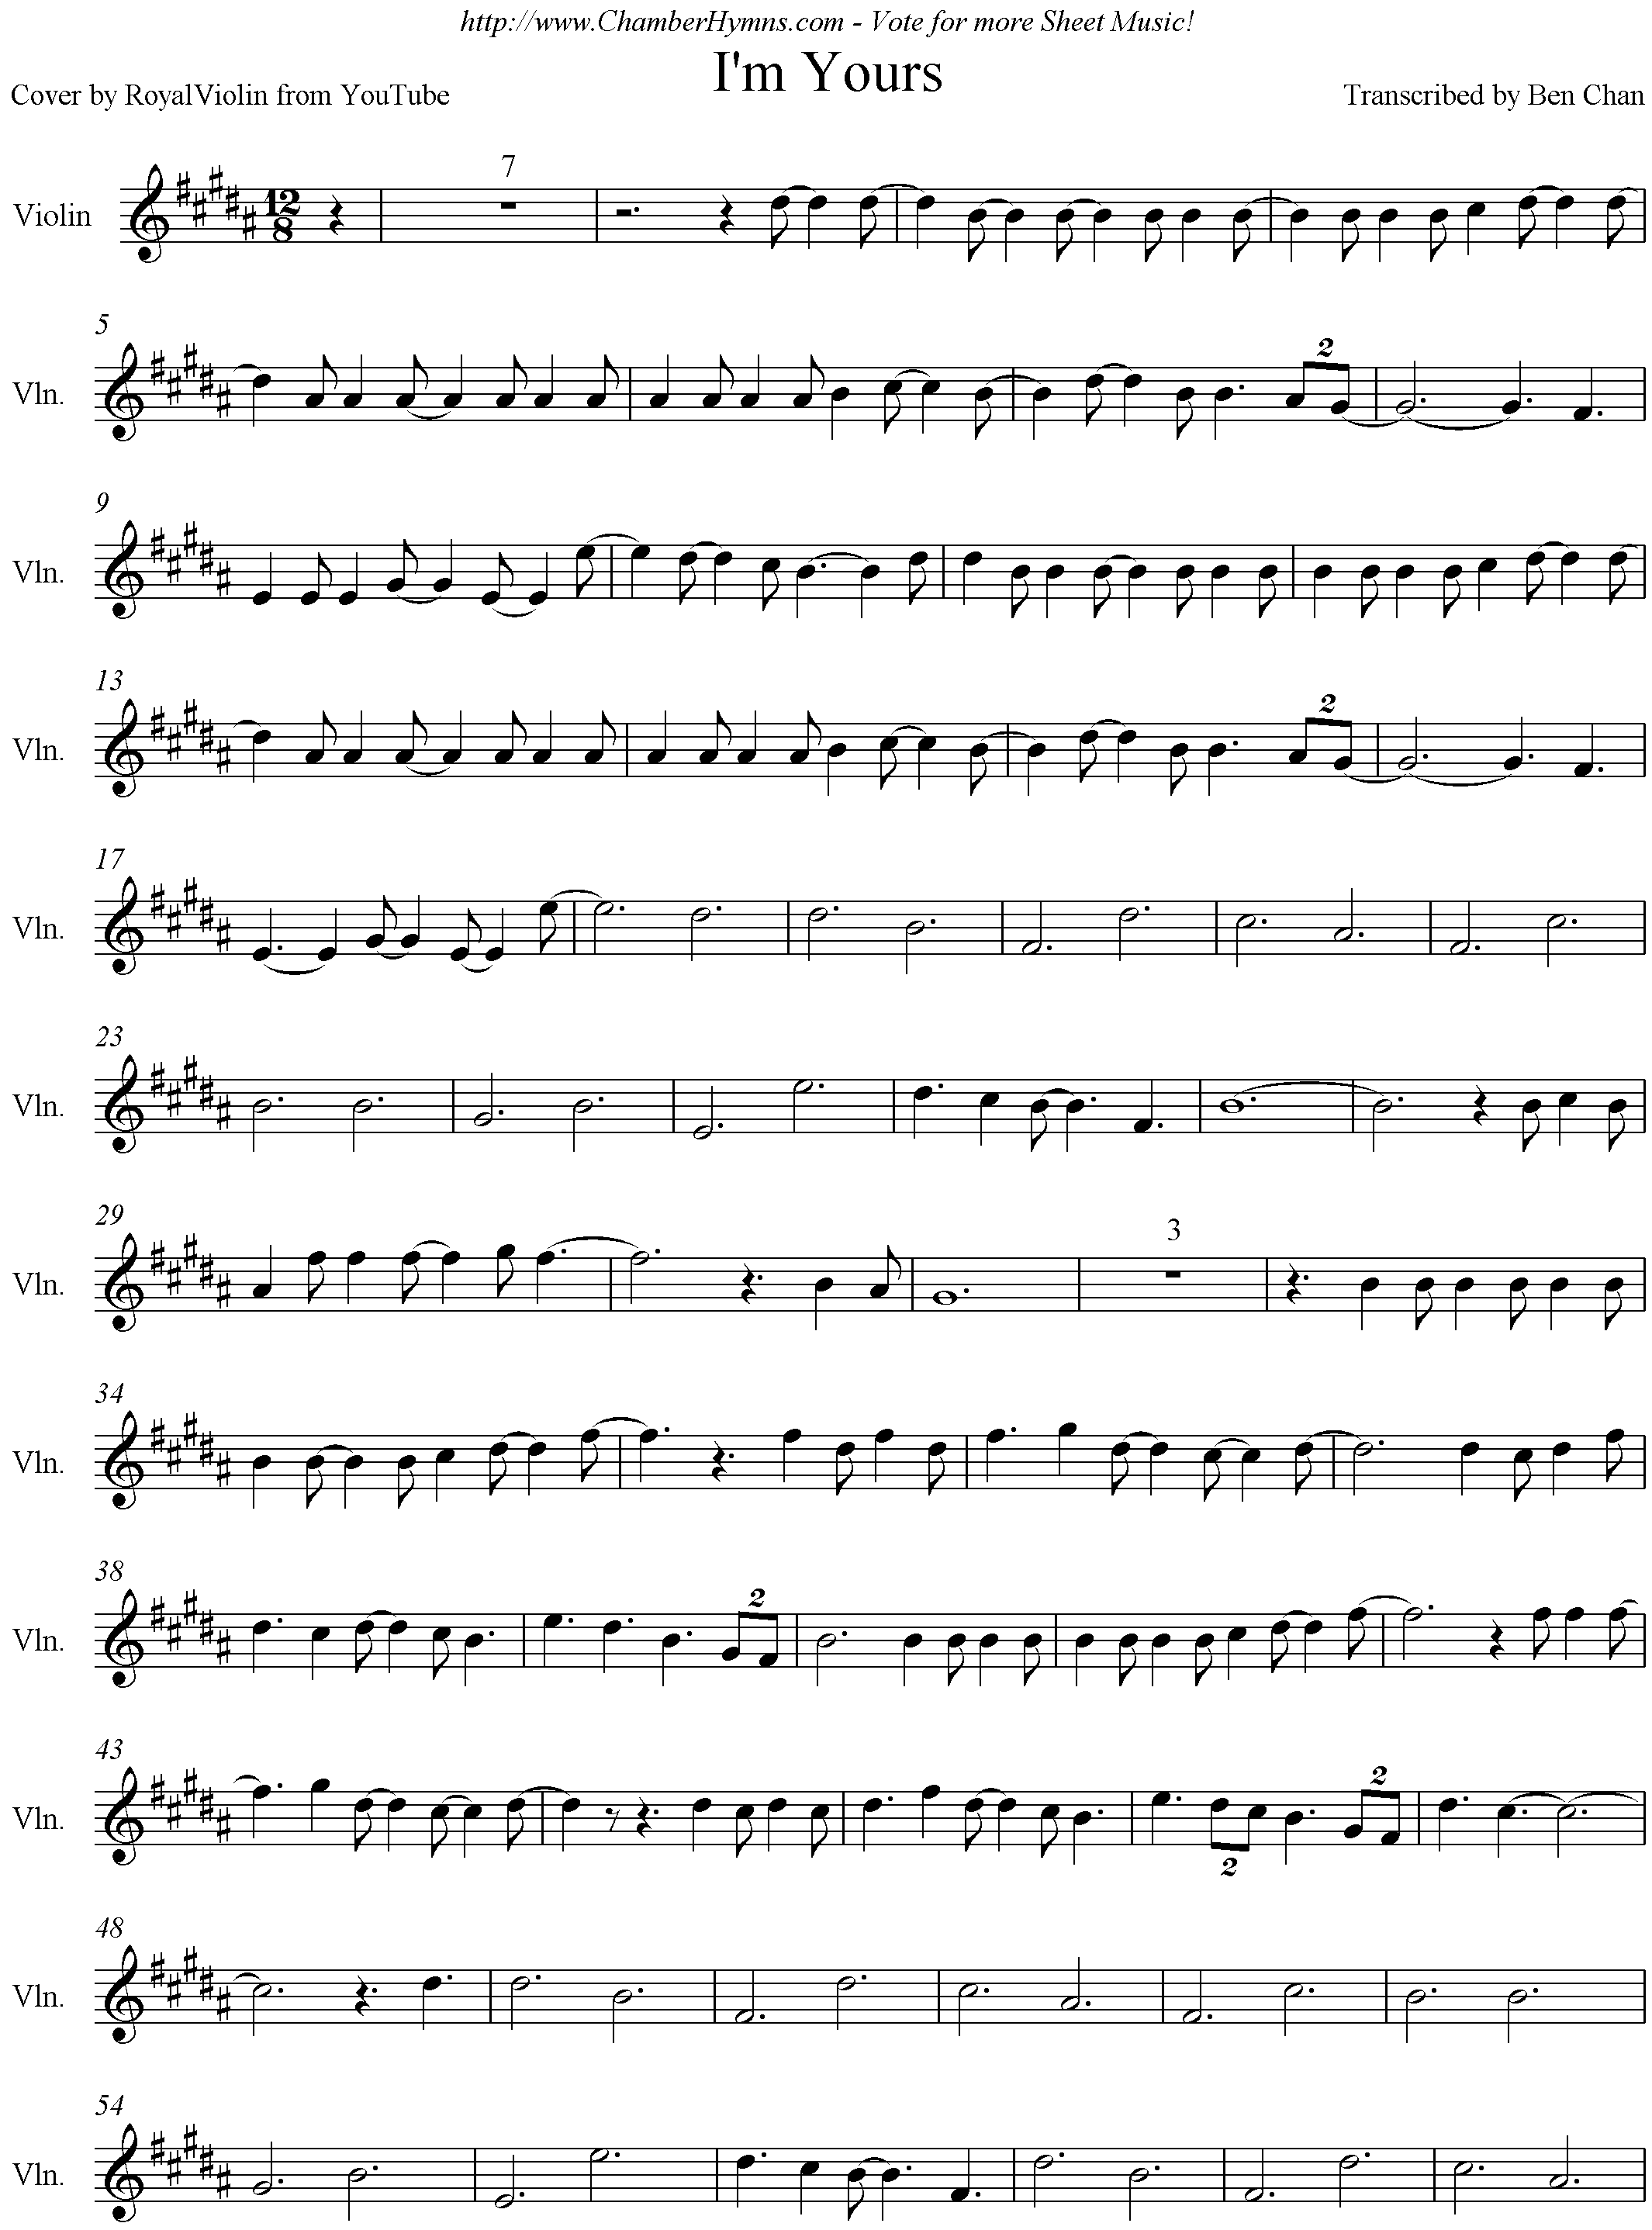 http://www.ChamberHymns.com - Vote for more Sheet Music!
I'm Yours
Cover by RoyalViolin from YouTube
Transcribed by Ben Chan
7
Violin
12
8
5
2
Vln.
9
Vln.
13
2
Vln.
17
Vln.
23
Vln.
29
3
Vln.
34
Vln.
38
2
Vln.
43
2
Vln.
2
48
Vln.
54
Vln.